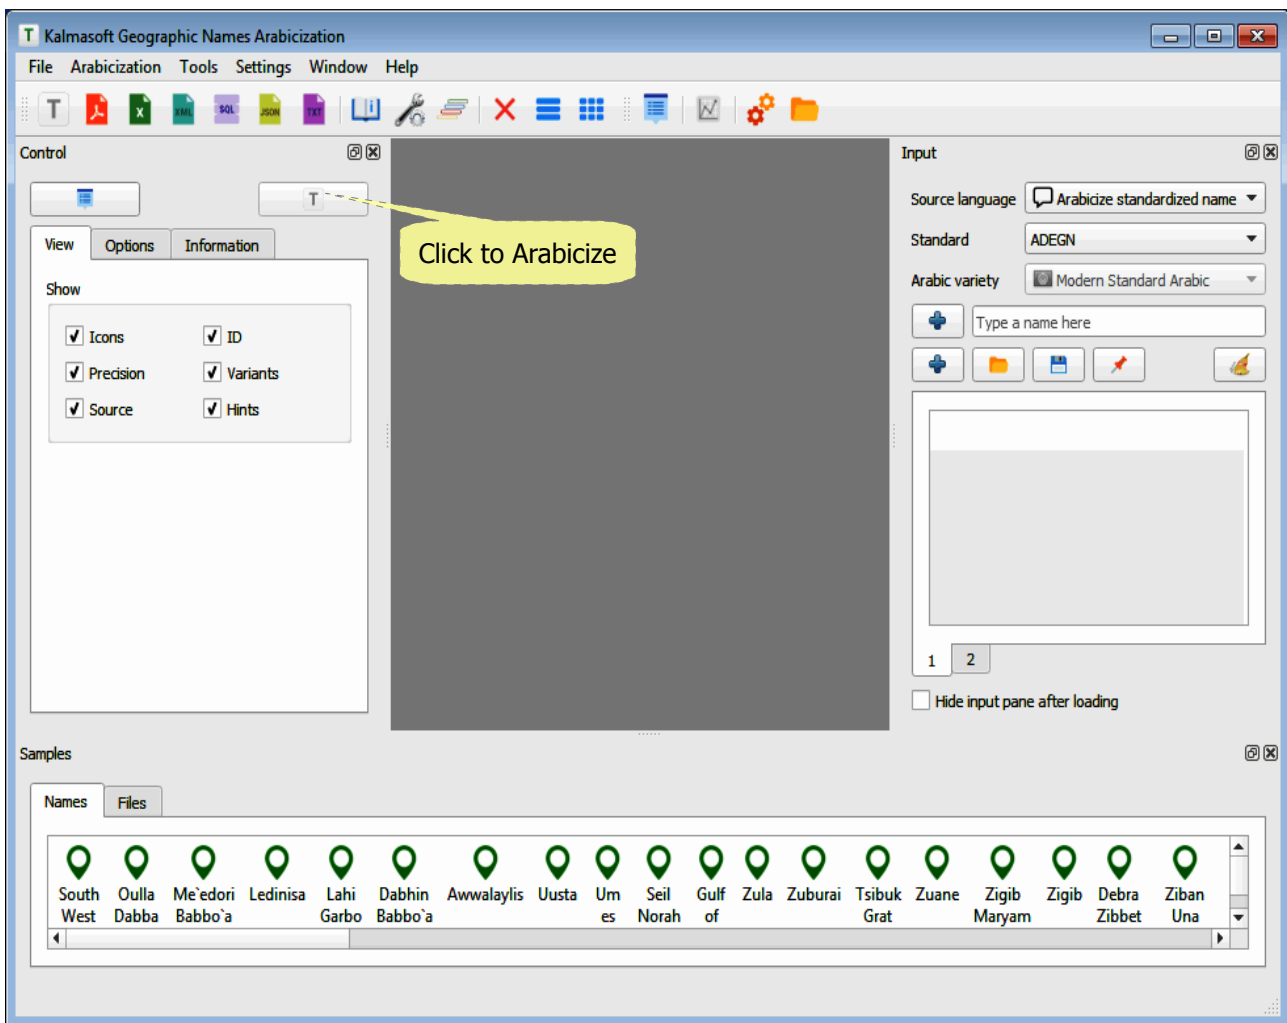 T Kalmasoft Geographic Names Arabicization
File Arabicization Tools Settings Window Help
T X XML SQL JSON TXT i
Control
T
Click to Arabicize
View Options Information
Show
Icons ID
Precision Variants
Source Hints
Input
Source language Arabicize standardized name
Standard ADEGN
Arabic variety Modern Standard Arabic
Type a name here
1 2
Hide input pane after loading
Samples
Names Files
South Oulla Me`edori Ledinisa Lahi Dabhin Awwalaylis Uusta Um Seil Gulf Zula Zuburai Tsibuk Zuane Zigib Zigib Debra Ziban
West Dabba Babbo`a Garbo Babbo`a es Norah of Grat Maryam Zibbet Una